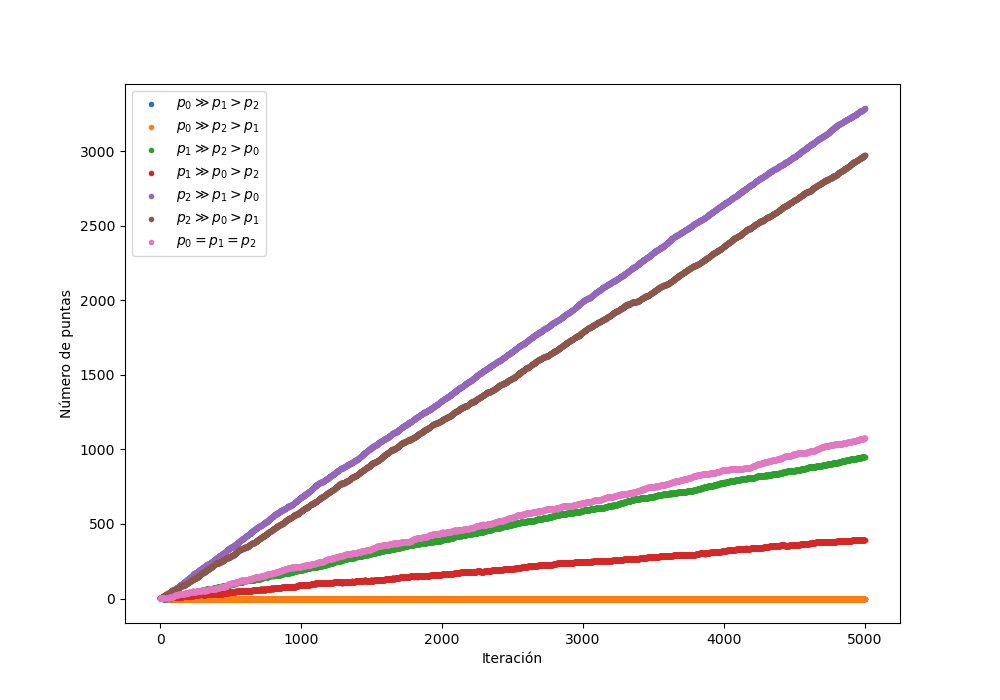 p₀ ≫ p₁ > p₂
p₀ ≫ p₂ > p₁
p₁ ≫ p₂ > p₀
p₁ ≫ p₀ > p₂
p₂ ≫ p₁ > p₀
p₂ ≫ p₀ > p₁
p₀ = p₁ = p₂
3000
2500
2000
1500
1000
500
0
Número de puntas
0 1000 2000 3000 4000 5000
Iteración